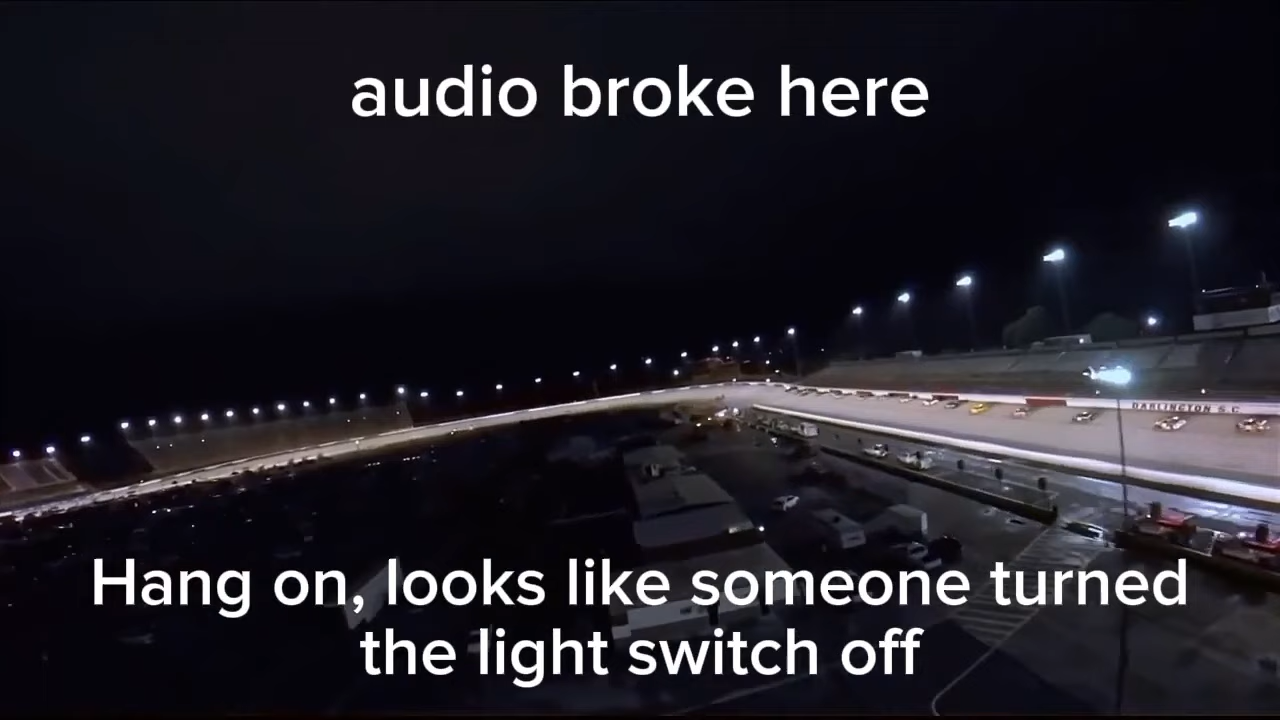 audio broke here
DARLINGTON S.C.
Hang on, looks like someone turned
the light switch off